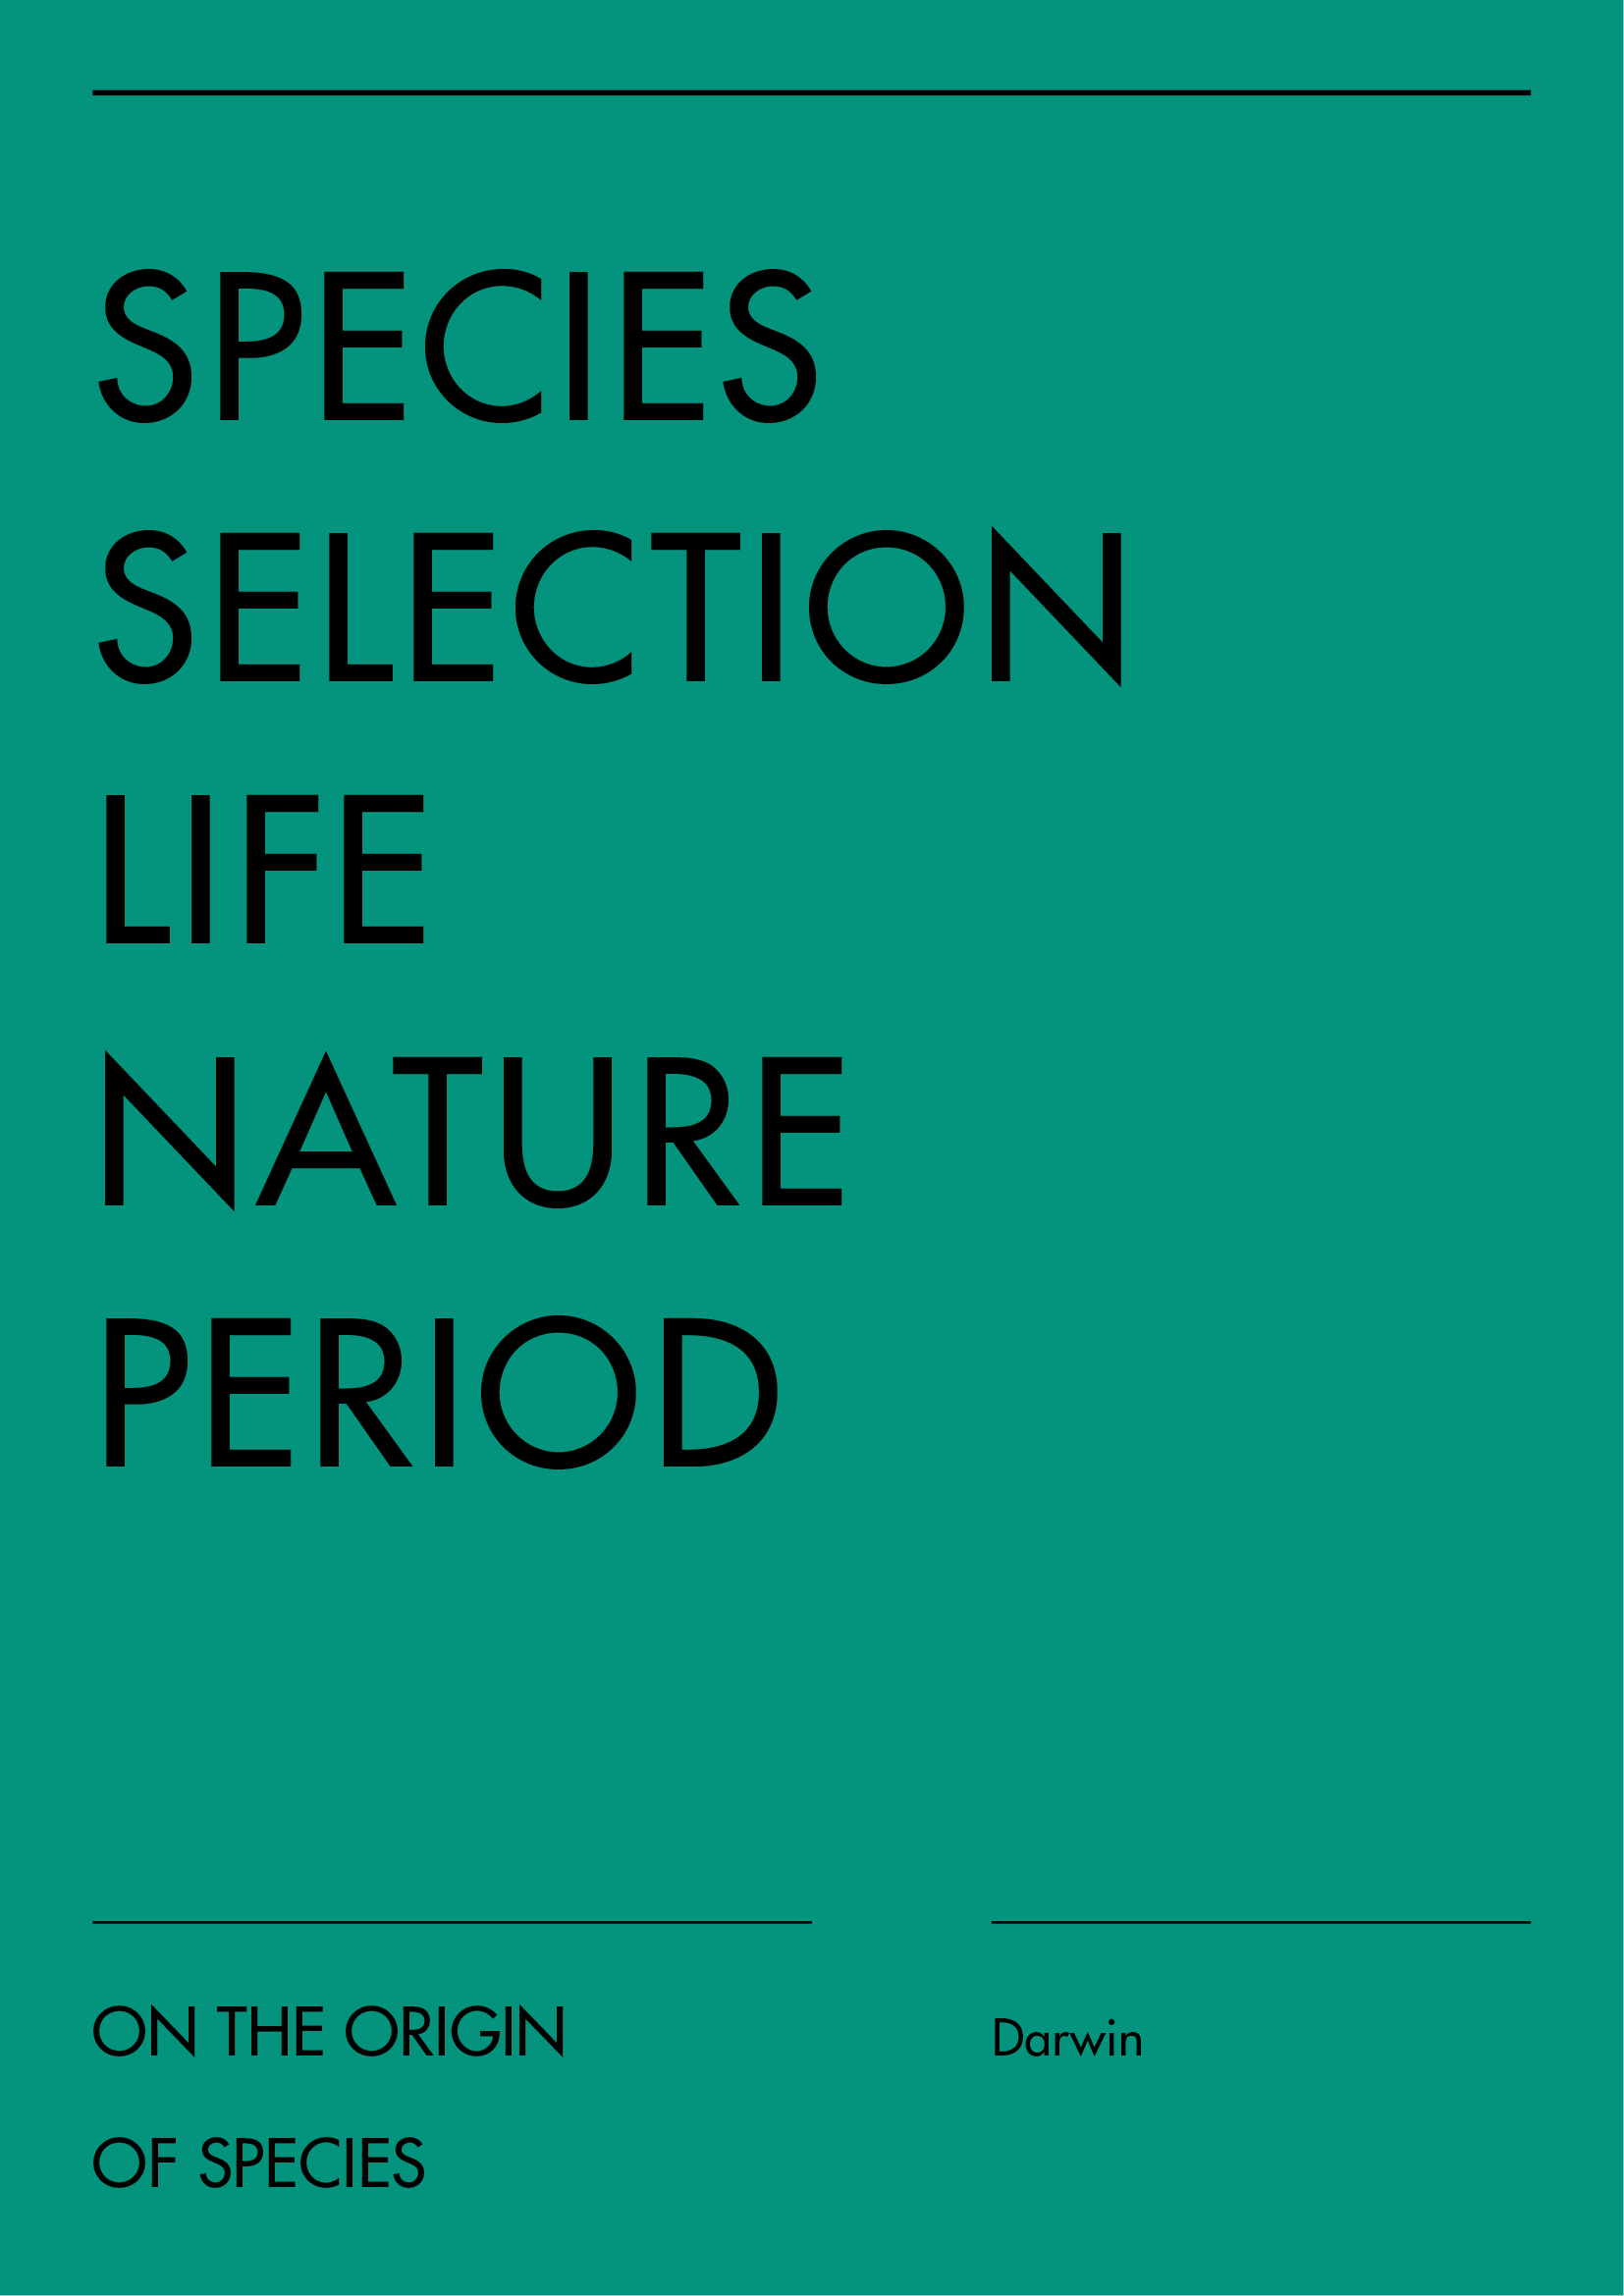 SPECIES
SELECTION
LIFE
NATURE
PERIOD
ON THE ORIGIN
OF SPECIES
Darwin